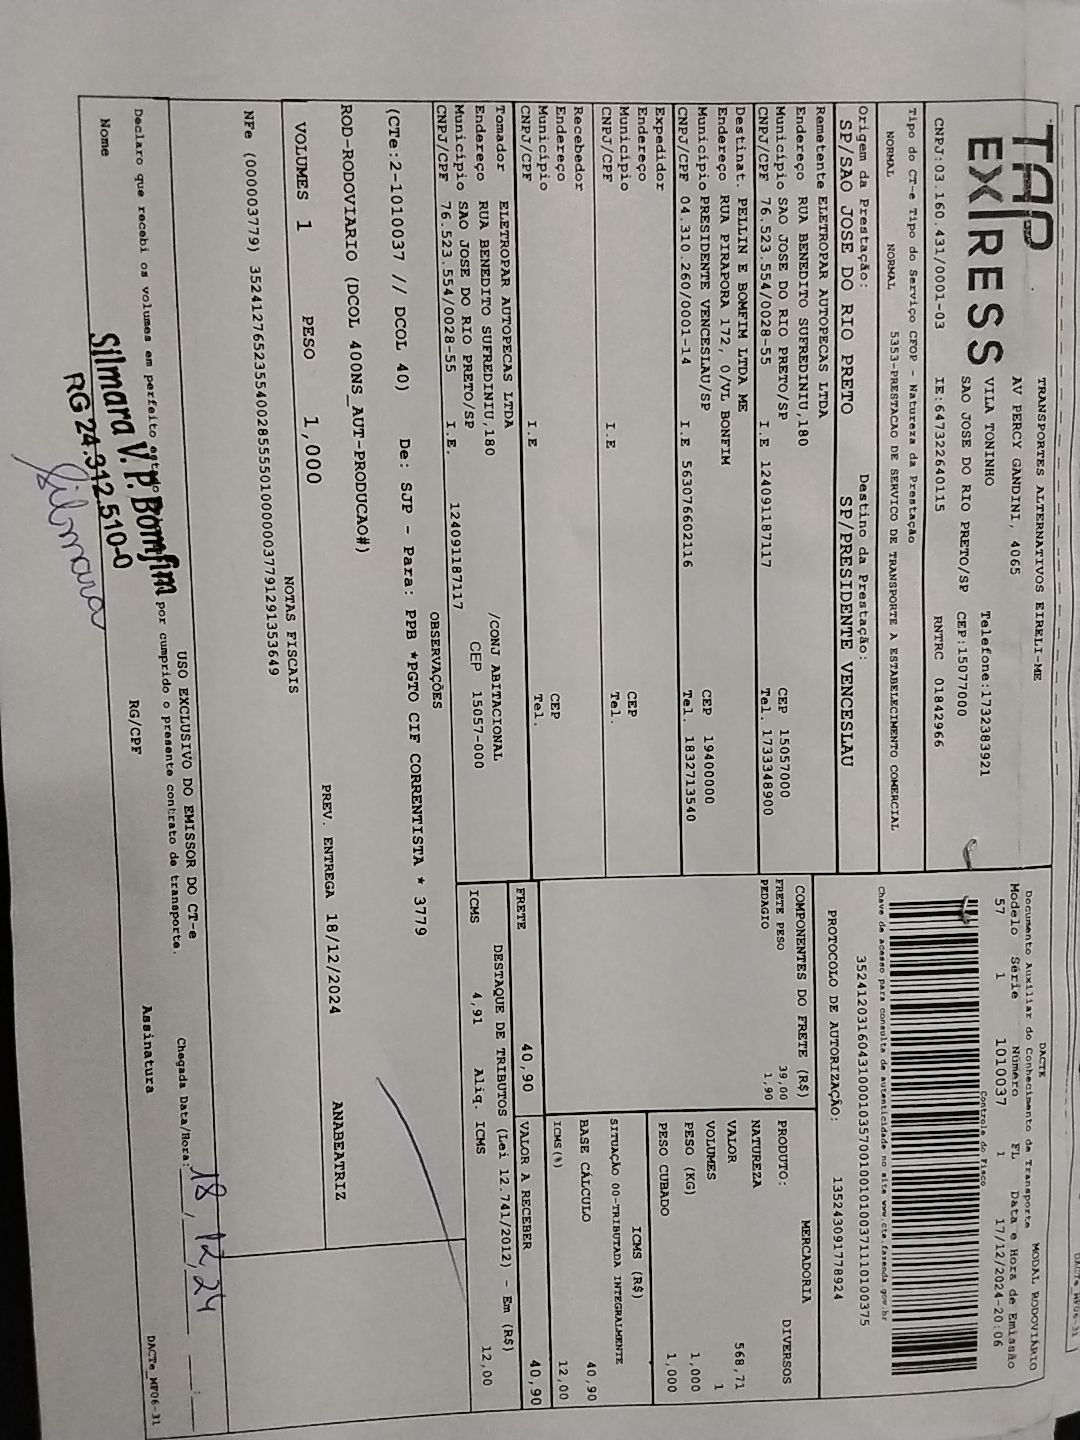 TAP
EXPRESS
TRANSPORTES ALTERNATIVOS EIRELI-ME
AV PERCY GANDINI, 4065
VILA TONINHO Telefone:1732383921
SAO JOSE DO RIO PRETO/SP CEP:15077000
CNPJ:03.160.431/0001-03 IE:647322640115 RNTRC 01842966
Tipo do CT-e Tipo do Serviço CFOP - Natureza da Prestação
NORMAL NORMAL 5353-PRESTACAO DE SERVICO DE TRANSPORTE A ESTABELECIMENTO COMERCIAL
Origem da Prestação: Destino da Prestação:
SP/SAO JOSE DO RIO PRETO SP/PRESIDENTE VENCESLAU
Remetente ELETROPAR AUTOPECAS LTDA
Endereço RUA BENEDITO SUFREDINIU,180
Município SAO JOSE DO RIO PRETO/SP CEP 15057000
CNPJ/CPF 76.523.554/0028-55 I.E 124091187117 Tel. 1733348900
Destinat. PELLIN E BOMFIM LTDA ME
Endereço RUA PIRAPORA 172, 0/VL BONFIM
Município PRESIDENTE VENCESLAU/SP CEP 19400000
CNPJ/CPF 04.310.260/0001-14 I.E 563076602116 Tel. 1832713540
Expedidor
Endereço
Município CEP
CNPJ/CPF I.E Tel.
Recebedor
Endereço
Município CEP
CNPJ/CPF I.E Tel.
Tomador ELETROPAR AUTOPECAS LTDA
Endereço RUA BENEDITO SUFREDINIU,180 /CONJ ABITACIONAL
Município SAO JOSE DO RIO PRETO/SP CEP 15057-000
CNPJ/CPF 76.523.554/0028-55 I.E. 124091187117
DACTE MODAL RODOVIÁRIO
Documento Auxiliar do Conhecimento de Transporte
Modelo Série Número FL Data e Hora de Emissão
57 1 1010037 1 17/12/2024-20:06
Controle do Fisco
Chave de acesso para consulta de autenticidade no site www.cte.fazenda.gov.br
35241203160431000103570010010100371110100375
PROTOCOLO DE AUTORIZAÇÃO: 135243091778924
COMPONENTES DO FRETE (R$)
FRETE PESO 39,00
PEDAGIO 1,90
FRETE 40,90
PRODUTO: MERCADORIA
NATUREZA DIVERSOS
VALOR 568,71
VOLUMES 1
PESO (KG) 1,000
PESO CUBADO 1,000
ICMS (R$)
SITUAÇÃO 00-TRIBUTADA INTEGRALMENTE
BASE CÁLCULO 40,90
ICMS(%) 12,00
VALOR A RECEBER 40,90
DESTAQUE DE TRIBUTOS (Lei 12.741/2012) - Em (R$)
ICMS 4,91 Aliq. ICMS 12,00
OBSERVAÇÕES
(CTe:2-1010037 // DCOL 40) De: SJP - Para: PPB *PGTO CIF CORRENTISTA * 3779
ROD-RODOVIARIO (DCOL 400NS_AUT-PRODUCAO#)
VOLUMES 1 PESO 1,000 PREV. ENTREGA 18/12/2024 ANABEATRIZ
NOTAS FISCAIS
NFe (000003779) 35241276523554002855550100000037791291353649
USO EXCLUSIVO DO EMISSOR DO CT-e
Declaro que recebi os volumes em perfeito estado por cumprido o presente contrato de transporte. Chegada Data/Hora: 18/12/24 __:__
Nome RG/CPF Assinatura
Silmara V. P. Bomfim
RG 24.312.510-0
Silmara
DACTe_MF06-31
DACTe_MF06-31